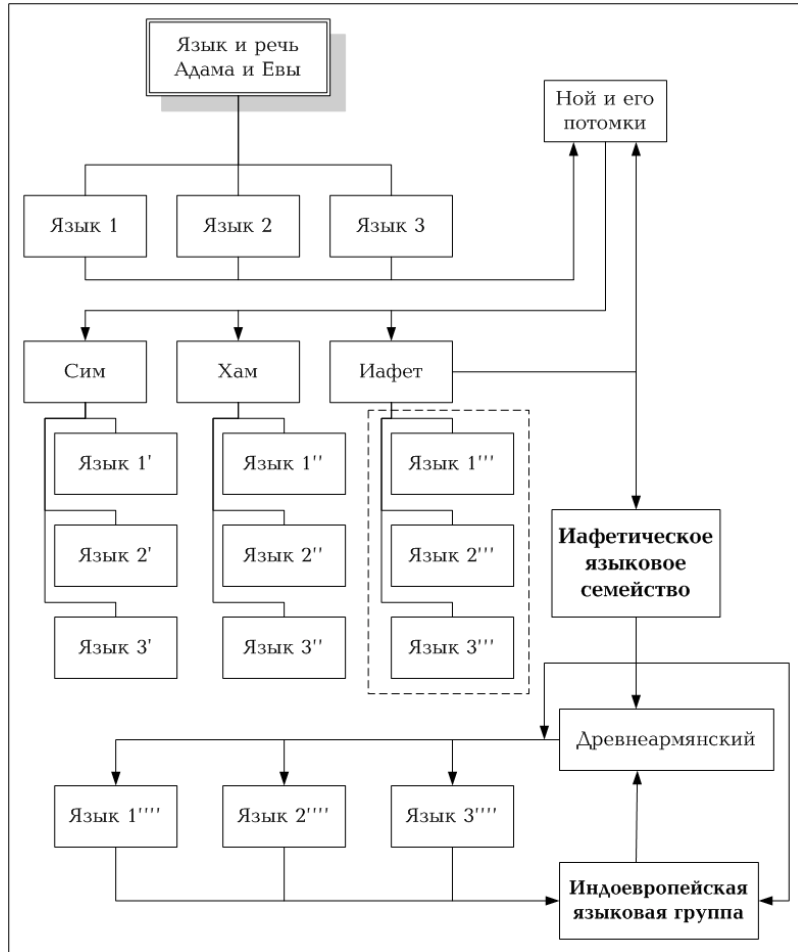 Язык и речь
Адама и Евы
Ной и его
потомки
Язык 1
Язык 2
Язык 3
Сим
Хам
Иафет
Язык 1'
Язык 1''
Язык 1'''
Язык 2'
Язык 2''
Язык 2'''
Иафетическое
языковое
семейство
Язык 3'
Язык 3''
Язык 3'''
Древнеармянский
Язык 1''''
Язык 2''''
Язык 3''''
Индоевропейская
языковая группа